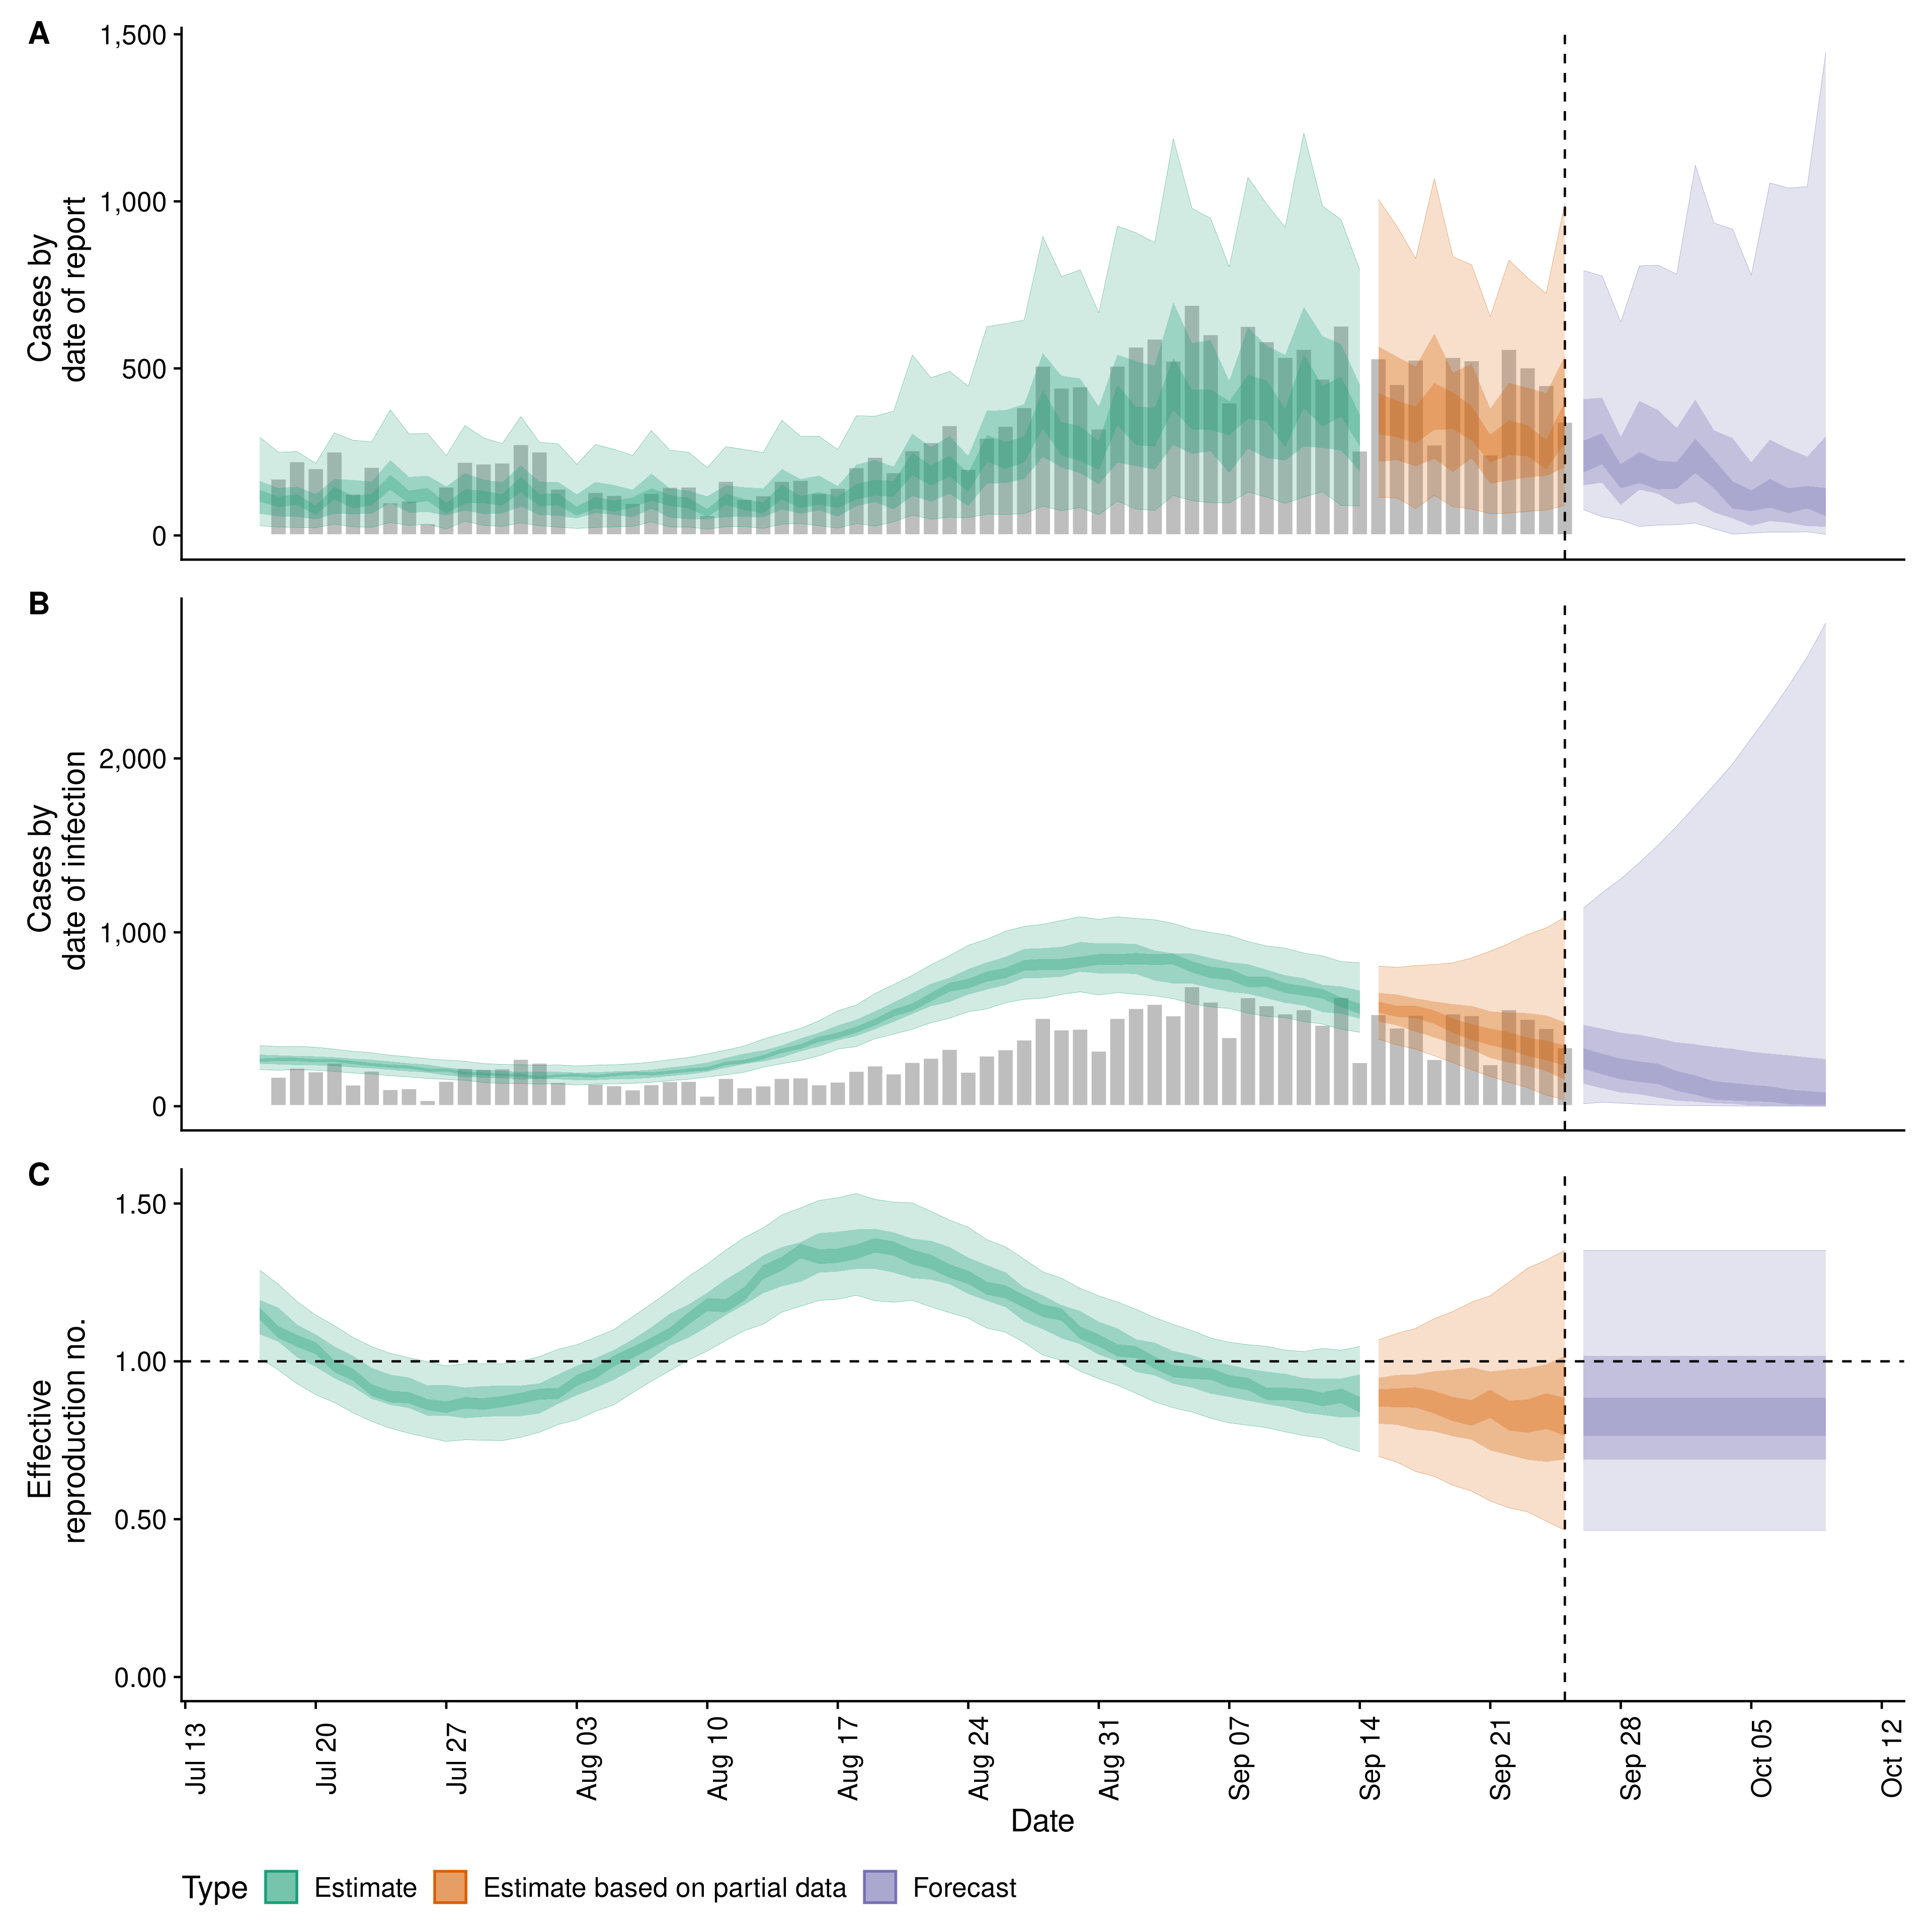 A
1,500
1,000
500
0
Cases by
date of report
B
2,000
1,000
0
Cases by
date of infection
C
1.50
1.00
0.50
0.00
Effective
reproduction no.
Jul 13
Jul 20
Jul 27
Aug 03
Aug 10
Aug 17
Aug 24
Aug 31
Sep 07
Sep 14
Sep 21
Sep 28
Oct 05
Oct 12
Date
Type Estimate Estimate based on partial data Forecast